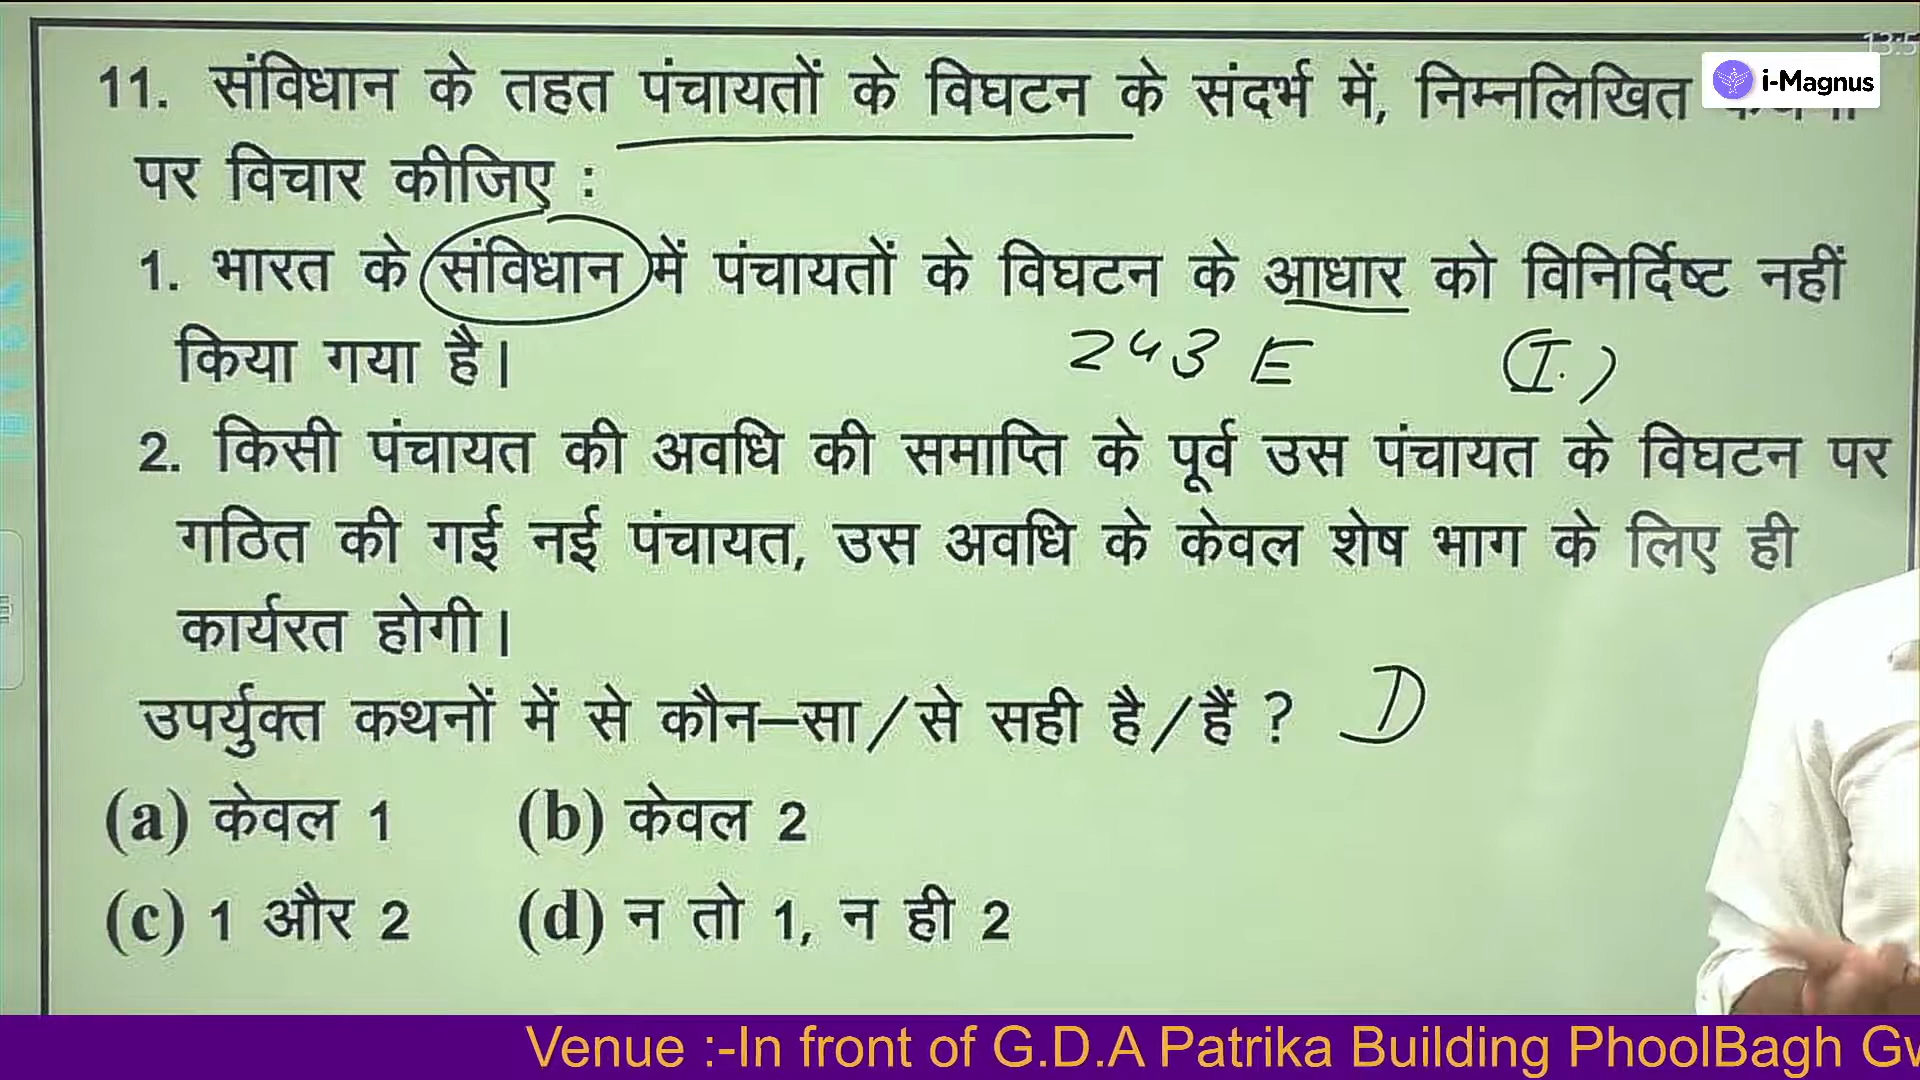 11. संविधान के तहत पंचायतों के विघटन के संदर्भ में, निम्नलिखित
i-Magnus
पर विचार कीजिए :
1. भारत के संविधान में पंचायतों के विघटन के आधार को विनिर्दिष्ट नहीं
किया गया है।
243 E (I.)
2. किसी पंचायत की अवधि की समाप्ति के पूर्व उस पंचायत के विघटन पर
गठित की गई नई पंचायत, उस अवधि के केवल शेष भाग के लिए ही
कार्यरत होगी।
उपर्युक्त कथनों में से कौन–सा/से सही है/हैं ? D
(a) केवल 1 (b) केवल 2
(c) 1 और 2 (d) न तो 1, न ही 2
Venue :-In front of G.D.A Patrika Building PhoolBagh